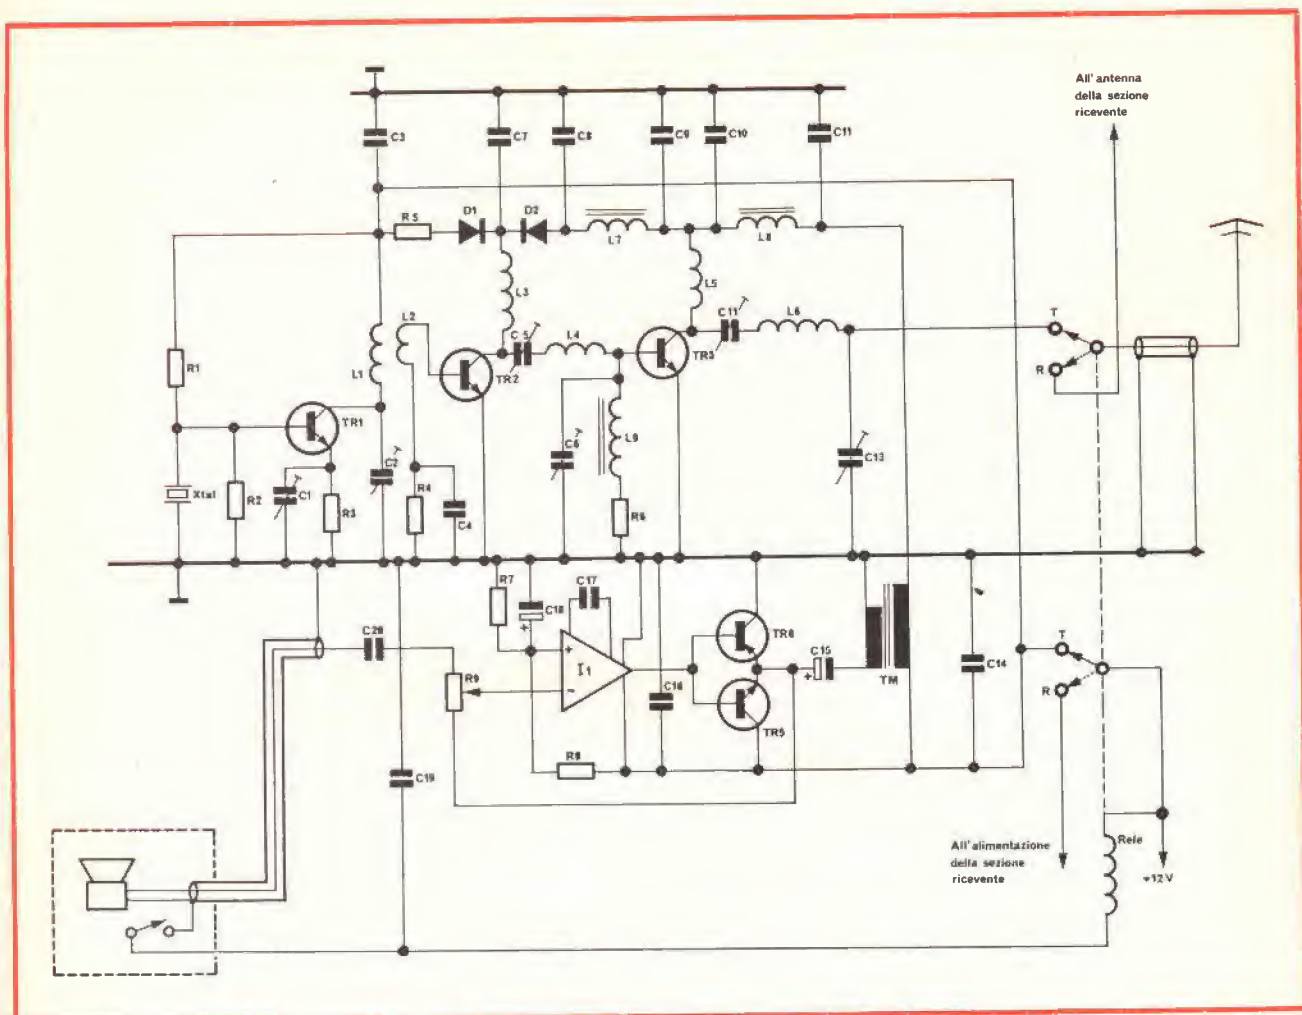 All'antenna
della sezione
ricevente
C3
C7
C8
C9
C10
C11
R5
D1
D2
L7
L8
L3
L5
L2
C5
L4
C11
L6
T
R
R1
L1
TR2
TR3
TR1
C6
L9
C13
Xtal
R2
C1
R3
C2
R4
C4
R6
R7
C18
+
C17
TR6
C20
R9
+
I1
-
C15
+
TM
C14
T
R
C16
TR5
R8
C19
All'alimentazione
della sezione
ricevente
Rele
+12V